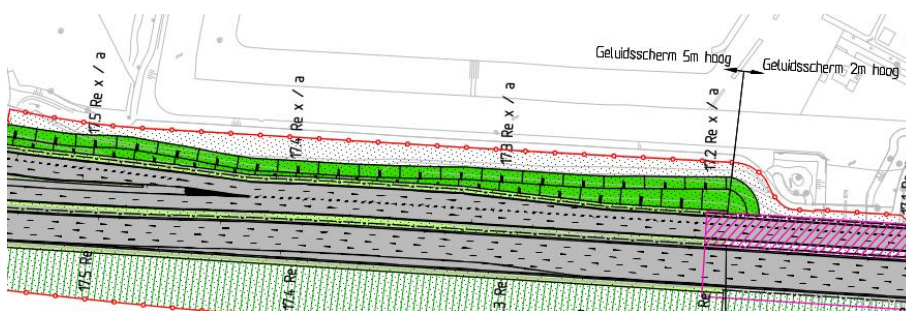 Geluidsscherm 5m hoog
Geluidsscherm 2m hoog
17.5 Re x / a
17.4 Re x / a
17.3 Re x / a
17.2 Re x / a
17.5 Re
17.4 Re
3 Re
Re